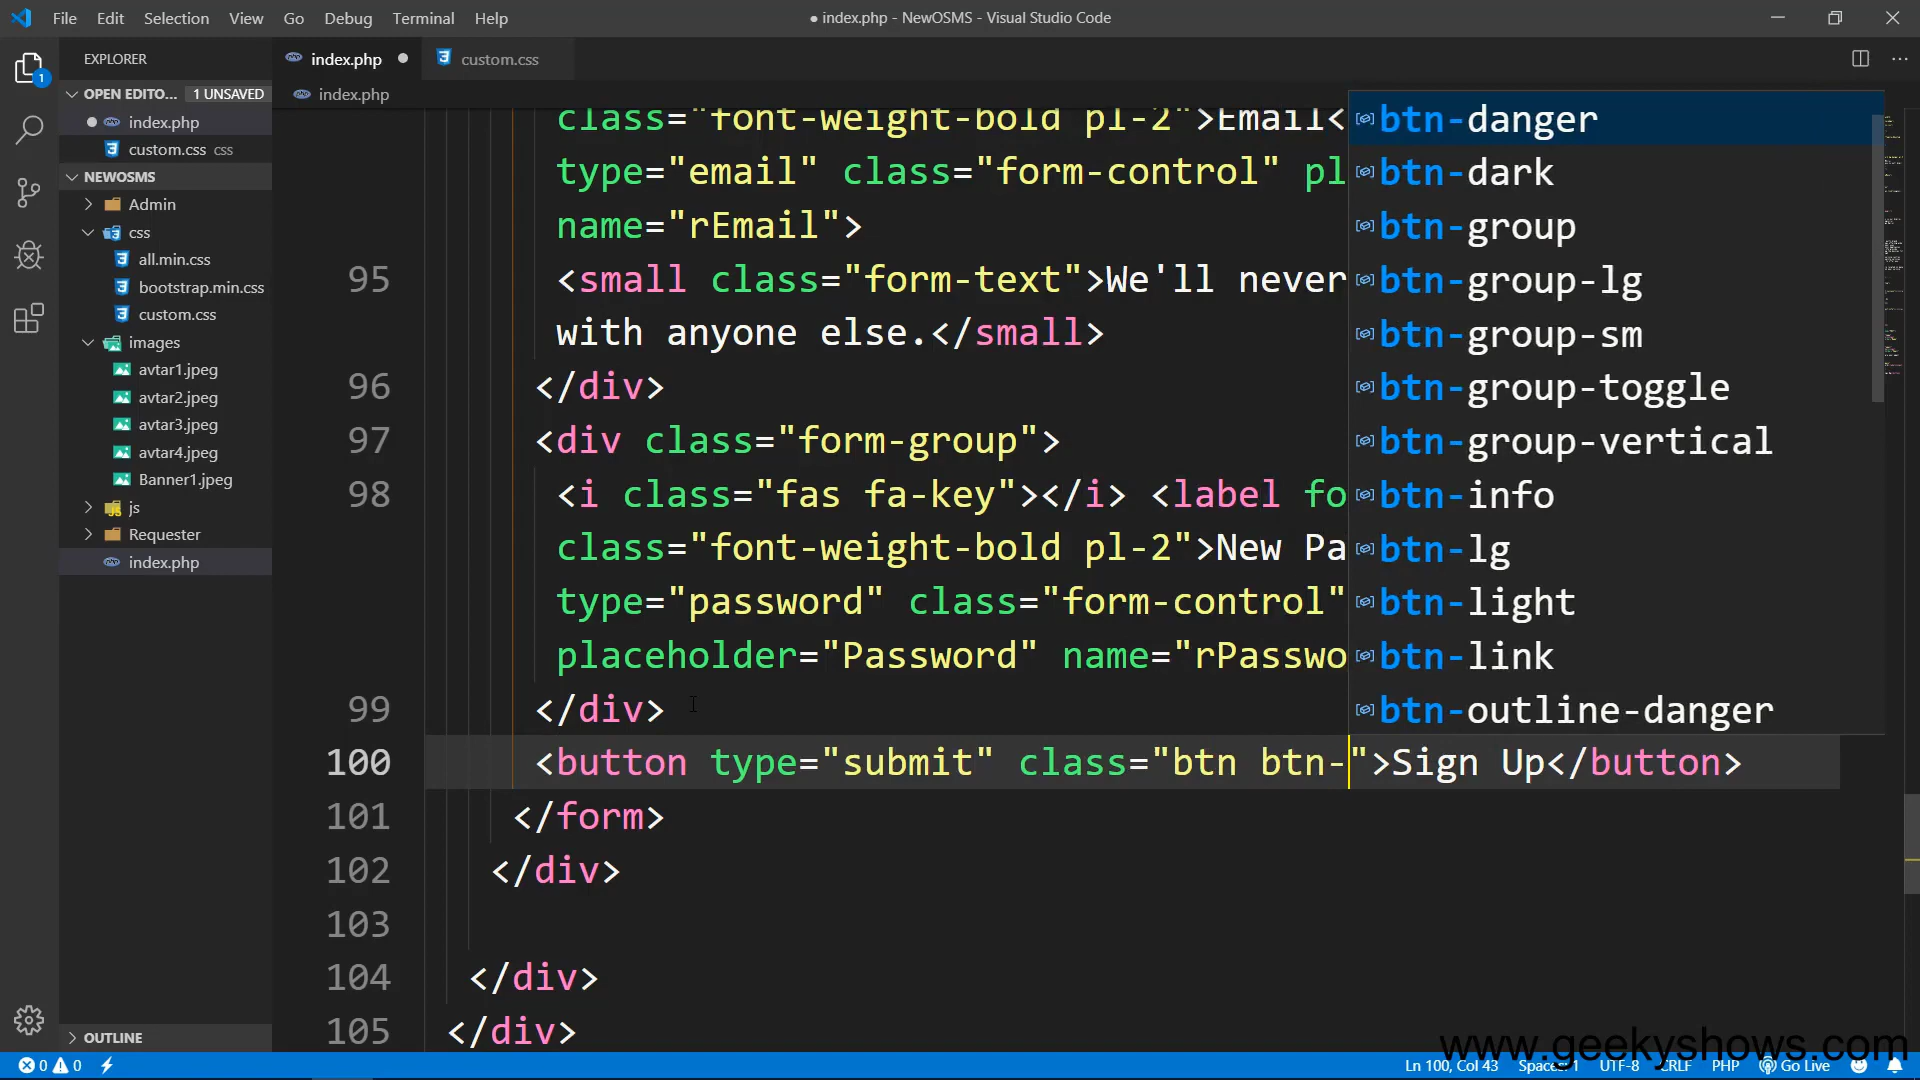 File Edit Selection View Go Debug Terminal Help
● index.php - NewOSMS - Visual Studio Code
EXPLORER
index.php
custom.css
OPEN EDITO... 1 UNSAVED
index.php
custom.css css
NEWOSMS
Admin
css
all.min.css
bootstrap.min.css
custom.css
images
avtar1.jpeg
avtar2.jpeg
avtar3.jpeg
avtar4.jpeg
Banner1.jpeg
js
Requester
index.php
OUTLINE
index.php
class="font-weight-bold pl-2">Email<
type="email" class="form-control" pl
name="rEmail">
95 <small class="form-text">We'll never
with anyone else.</small>
96 </div>
97 <div class="form-group">
98 <i class="fas fa-key"></i> <label fo
class="font-weight-bold pl-2">New Pa
type="password" class="form-control"
placeholder="Password" name="rPasswo
99 </div>
100 <button type="submit" class="btn btn-">Sign Up</button>
101 </form>
102 </div>
103
104 </div>
105 </div>
btn-danger
btn-dark
btn-group
btn-group-lg
btn-group-sm
btn-group-toggle
btn-group-vertical
btn-info
btn-lg
btn-light
btn-link
btn-outline-danger
www.geekyshows.com
1
0 0
Ln 100, Col 43 Spaces: 1 UTF-8 CRLF PHP Go Live